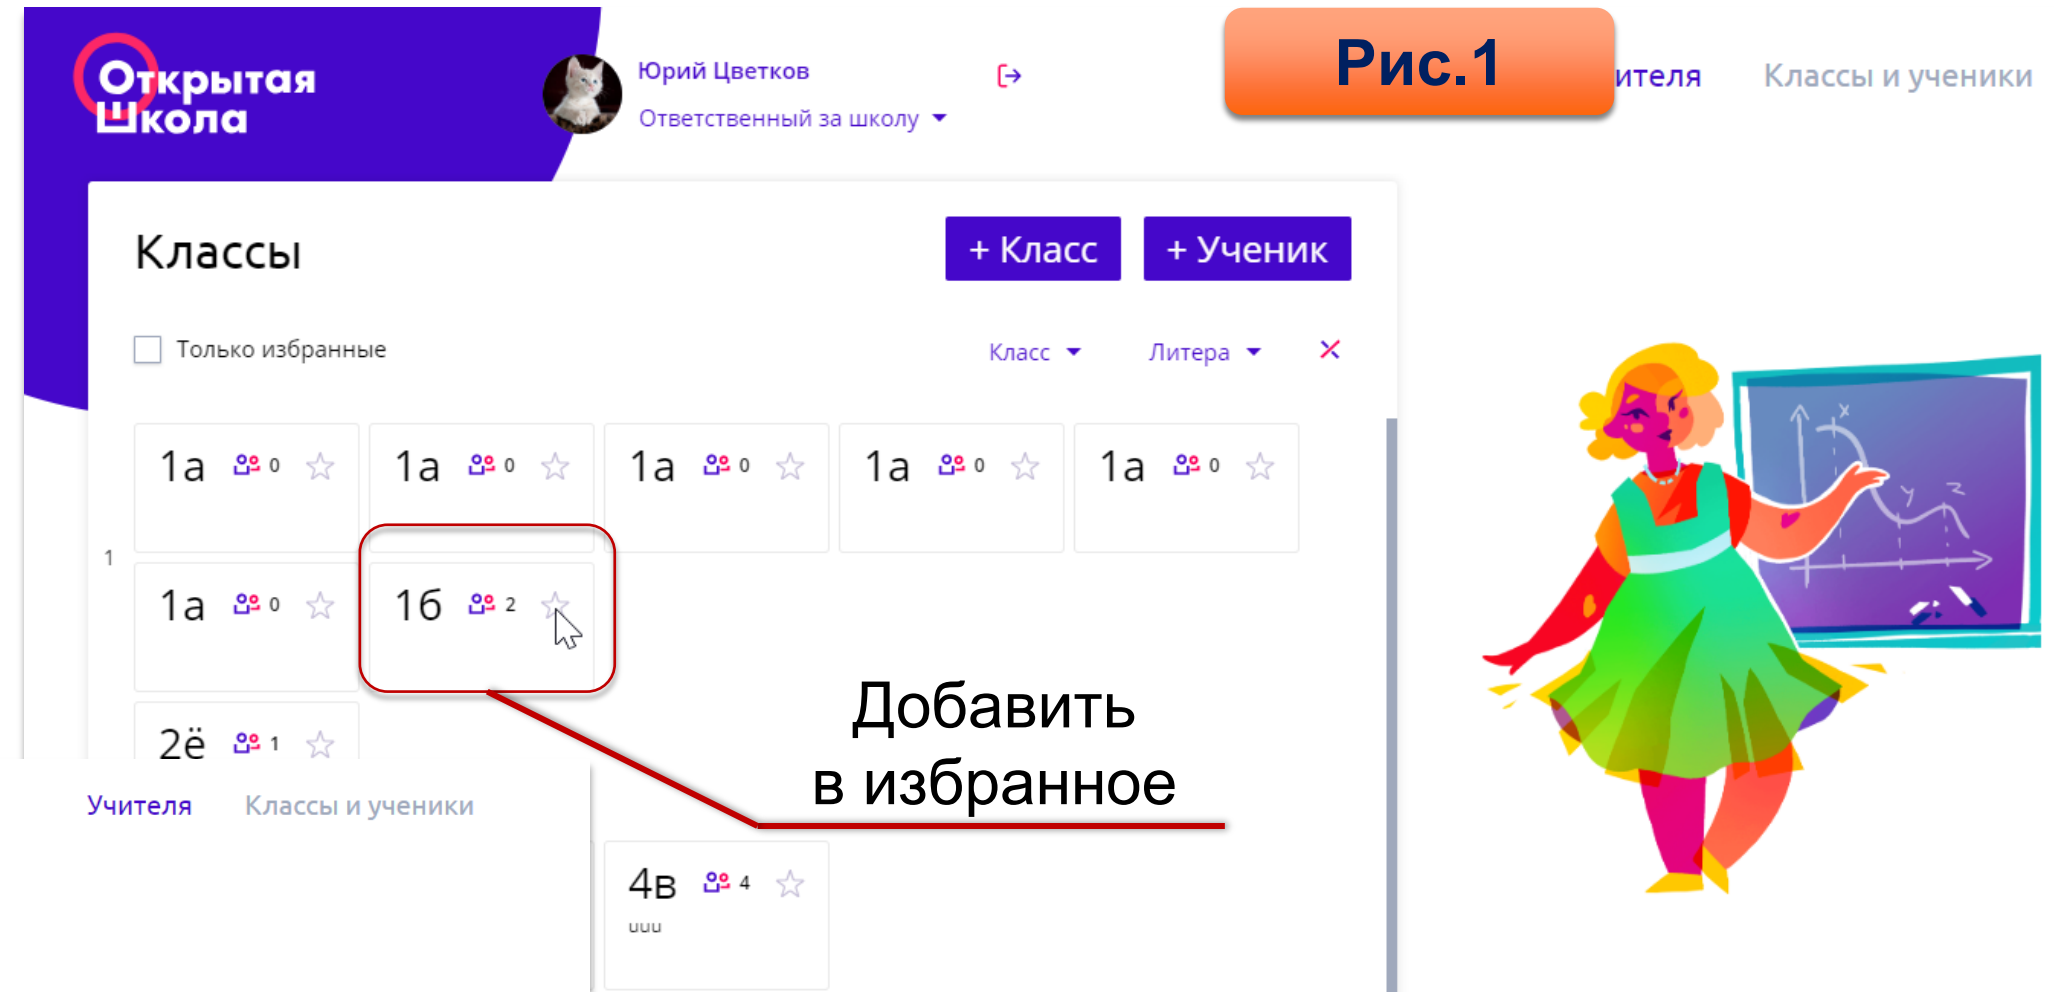 Открытая
Школа
Юрий Цветков
Ответственный за школу
Рис.1
ителя Классы и ученики
Классы
+ Класс + Ученик
Только избранные Класс Литера
1а 0 1а 0 1а 0 1а 0 1а 0
1
1а 0 1б 2
2ё 1
Добавить
в избранное
Учителя Классы и ученики
4в 4
uuu
x
y z